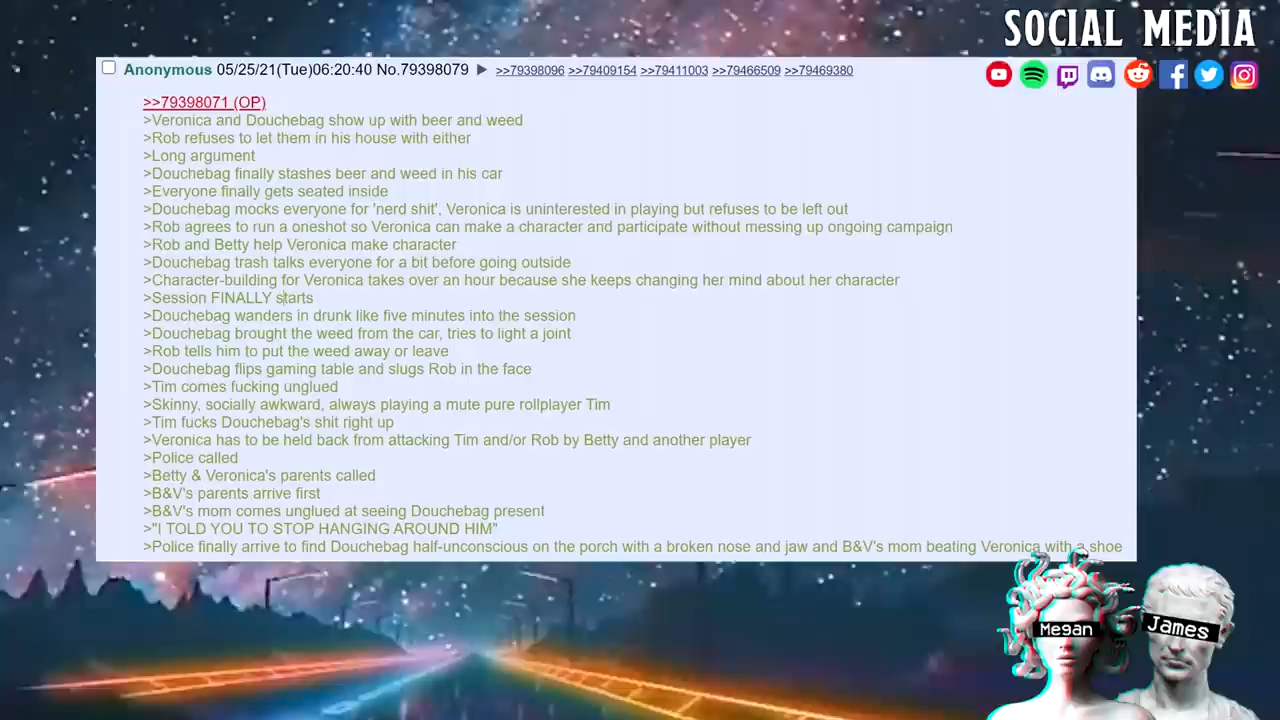 SOCIAL MEDIA
Anonymous 05/25/21(Tue)06:20:40 No.79398079 ▶ >>79398096 >>79409154 >>79411003 >>79466509 >>79469380
>>79398071 (OP)
>Veronica and Douchebag show up with beer and weed
>Rob refuses to let them in his house with either
>Long argument
>Douchebag finally stashes beer and weed in his car
>Everyone finally gets seated inside
>Douchebag mocks everyone for 'nerd shit', Veronica is uninterested in playing but refuses to be left out
>Rob agrees to run a oneshot so Veronica can make a character and participate without messing up ongoing campaign
>Rob and Betty help Veronica make character
>Douchebag trash talks everyone for a bit before going outside
>Character-building for Veronica takes over an hour because she keeps changing her mind about her character
>Session FINALLY starts
>Douchebag wanders in drunk like five minutes into the session
>Douchebag brought the weed from the car, tries to light a joint
>Rob tells him to put the weed away or leave
>Douchebag flips gaming table and slugs Rob in the face
>Tim comes fucking unglued
>Skinny, socially awkward, always playing a mute pure rollplayer Tim
>Tim fucks Douchebag's shit right up
>Veronica has to be held back from attacking Tim and/or Rob by Betty and another player
>Police called
>Betty & Veronica's parents called
>B&V's parents arrive first
>B&V's mom comes unglued at seeing Douchebag present
>"I TOLD YOU TO STOP HANGING AROUND HIM"
>Police finally arrive to find Douchebag half-unconscious on the porch with a broken nose and jaw and B&V's mom beating Veronica with a shoe
Megan
James